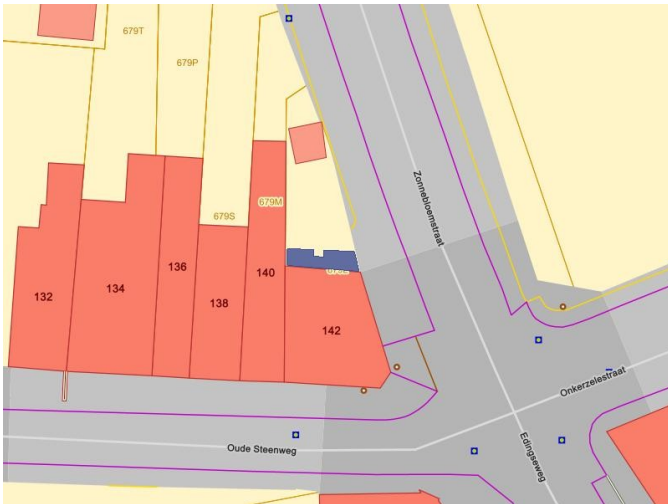 679T
679P
679M
679S
Zonnebloemstraat
132
134
136
138
140
142
Onkerzelestraat
Oude Steenweg
Edingseweg